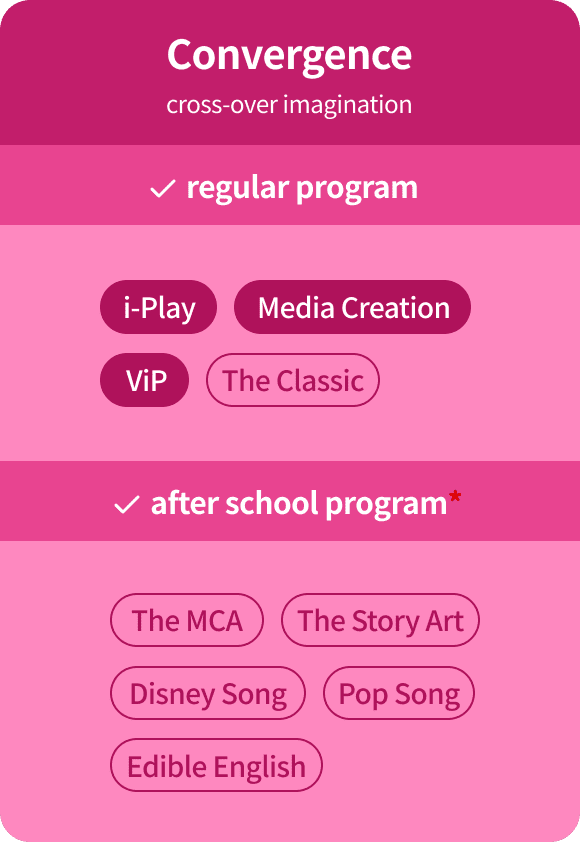 Convergence
cross-over imagination
regular program
i-Play Media Creation
ViP The Classic
after school program*
The MCA The Story Art
Disney Song Pop Song
Edible English